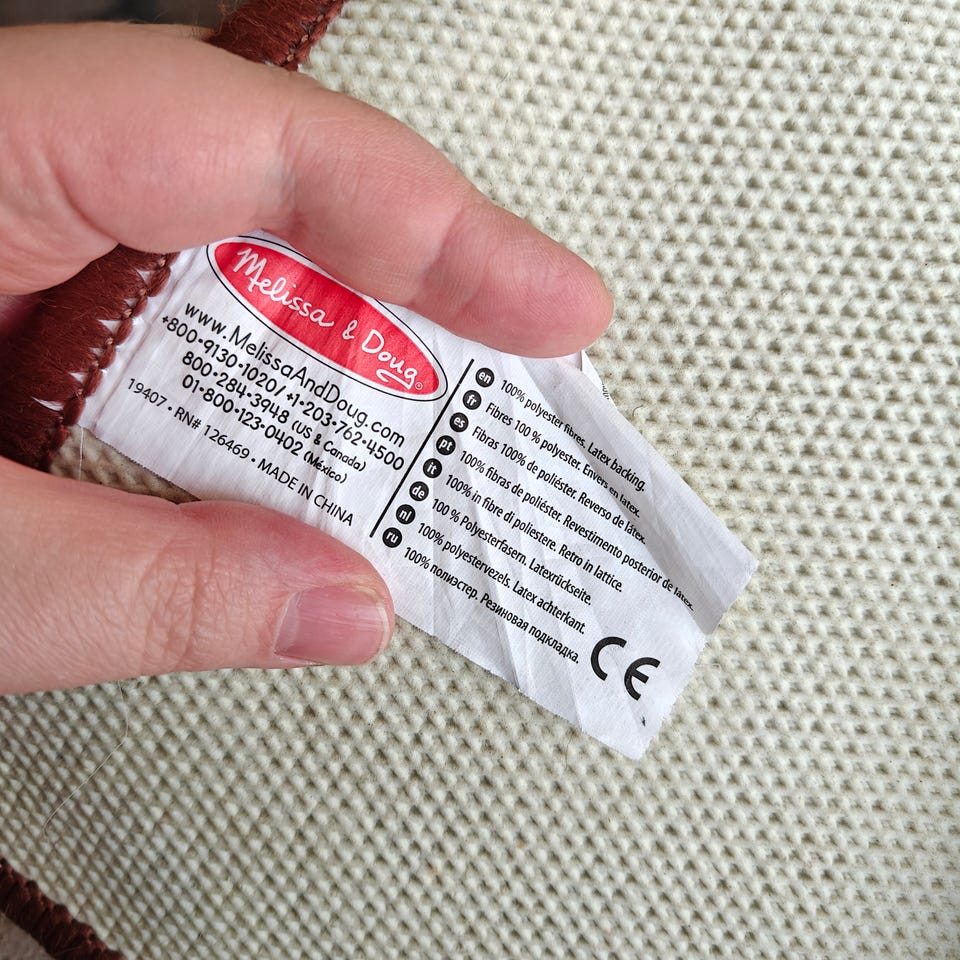 Melissa & Doug®
www.MelissaAndDoug.com
+800-9130-1020/ +1-203-762-4500
800-284-3948 (US & Canada)
01-800-123-0402 (México)
19407 • RN# 126469 • MADE IN CHINA
en 100% polyester fibres. Latex backing.
fr Fibres 100 % polyester. Envers en latex.
es Fibras 100% de poliéster. Reverso de látex.
pt 100% fibras de poliéster. Revestimento posterior de látex.
it 100% in fibre di poliestere. Retro in lattice.
de 100 % Polyesterfasern. Latexrückseite.
nl 100% polyestervezels. Latex achterkant.
ru 100% полиэстер. Резиновая подкладка.
CE